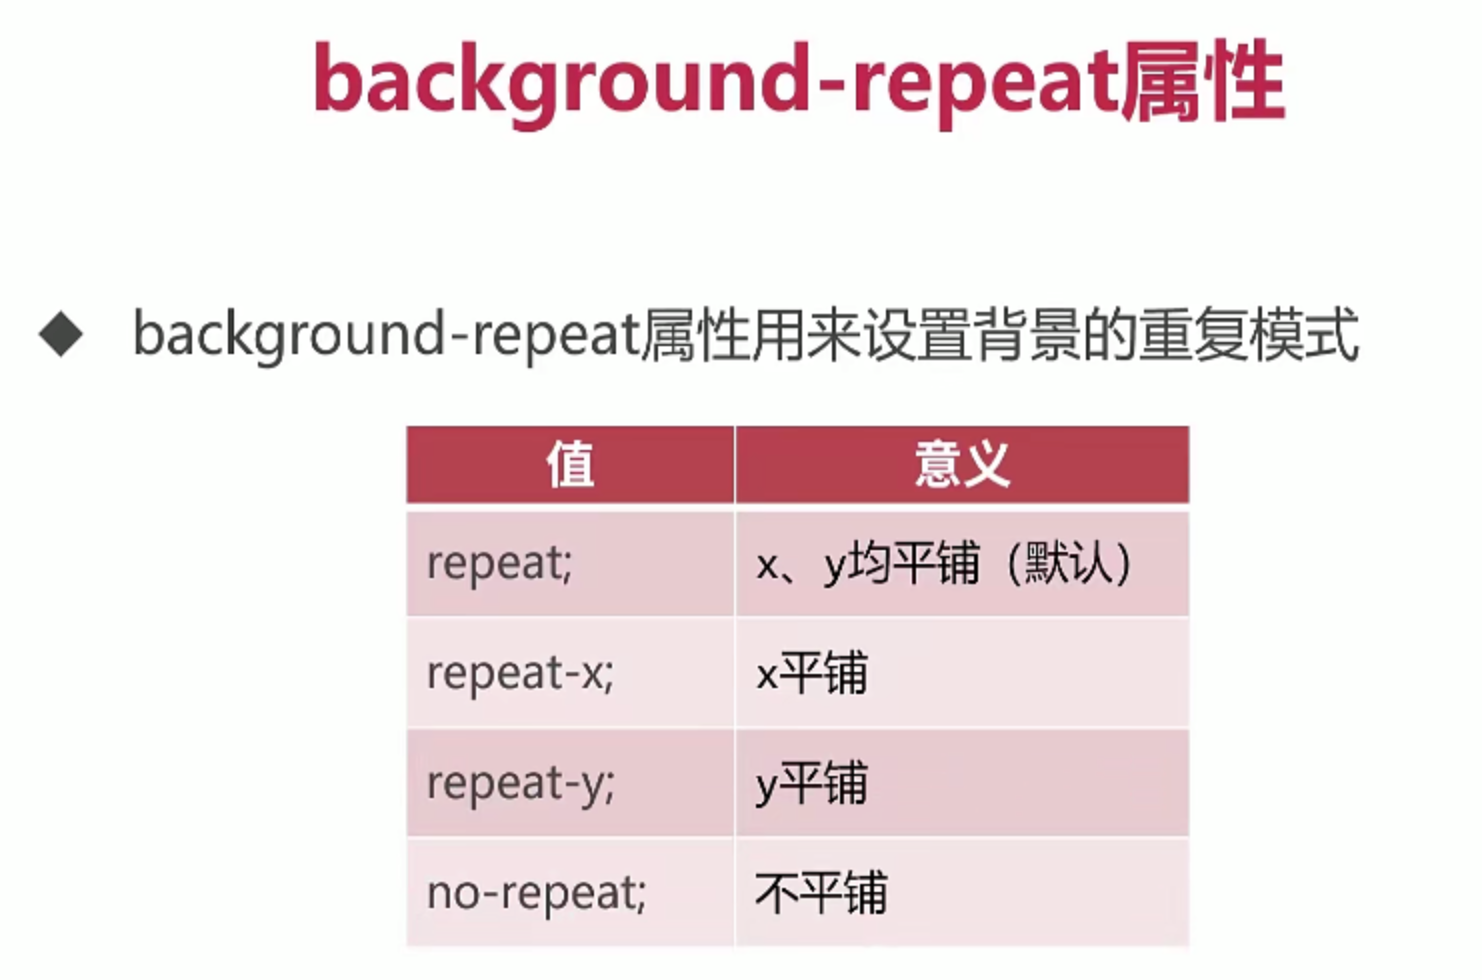 background-repeat属性
background-repeat属性用来设置背景的重复模式
值 意义
repeat; x、y均平铺（默认）
repeat-x; x平铺
repeat-y; y平铺
no-repeat; 不平铺